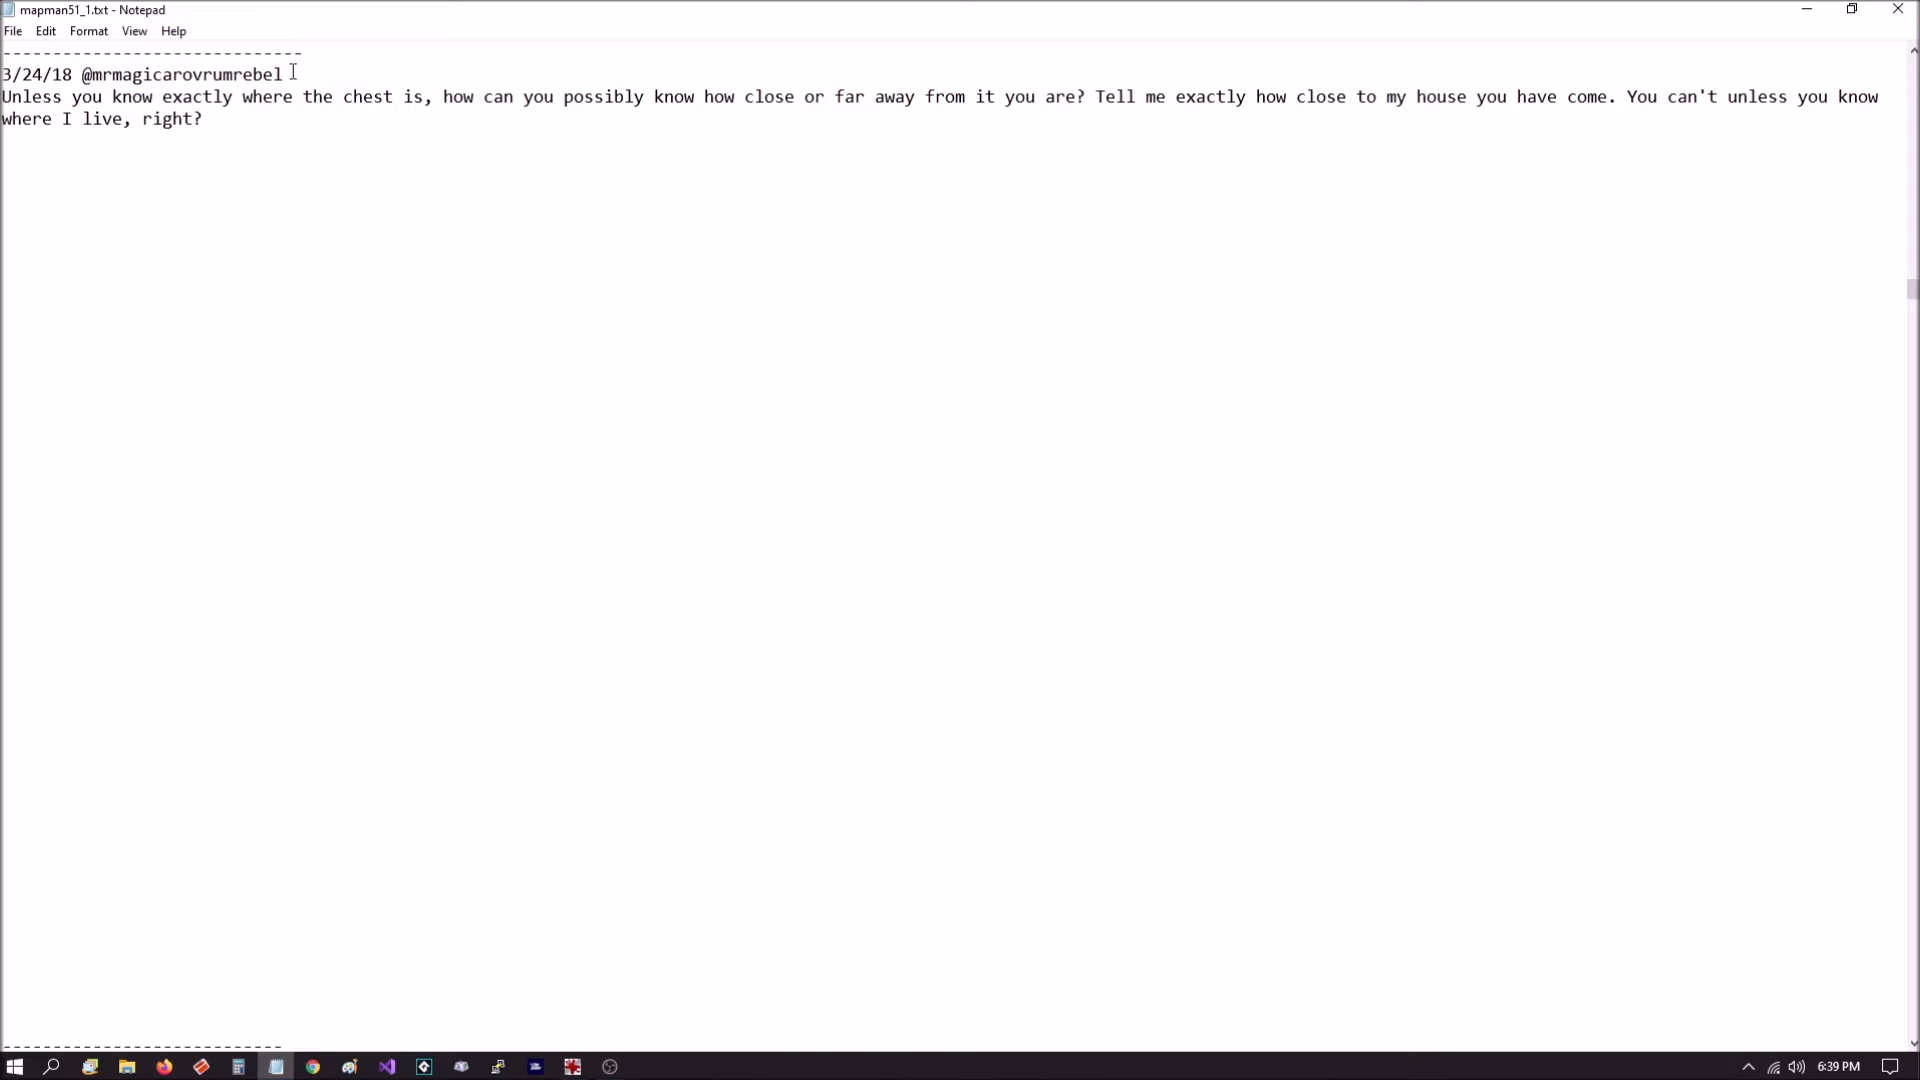 mapman51_1.txt - Notepad
File Edit Format View Help
------------------------------
3/24/18 @mrmagicarovrumrebel
Unless you know exactly where the chest is, how can you possibly know how close or far away from it you are? Tell me exactly how close to my house you have come. You can't unless you know
where I live, right?
----------------------------
6:39 PM